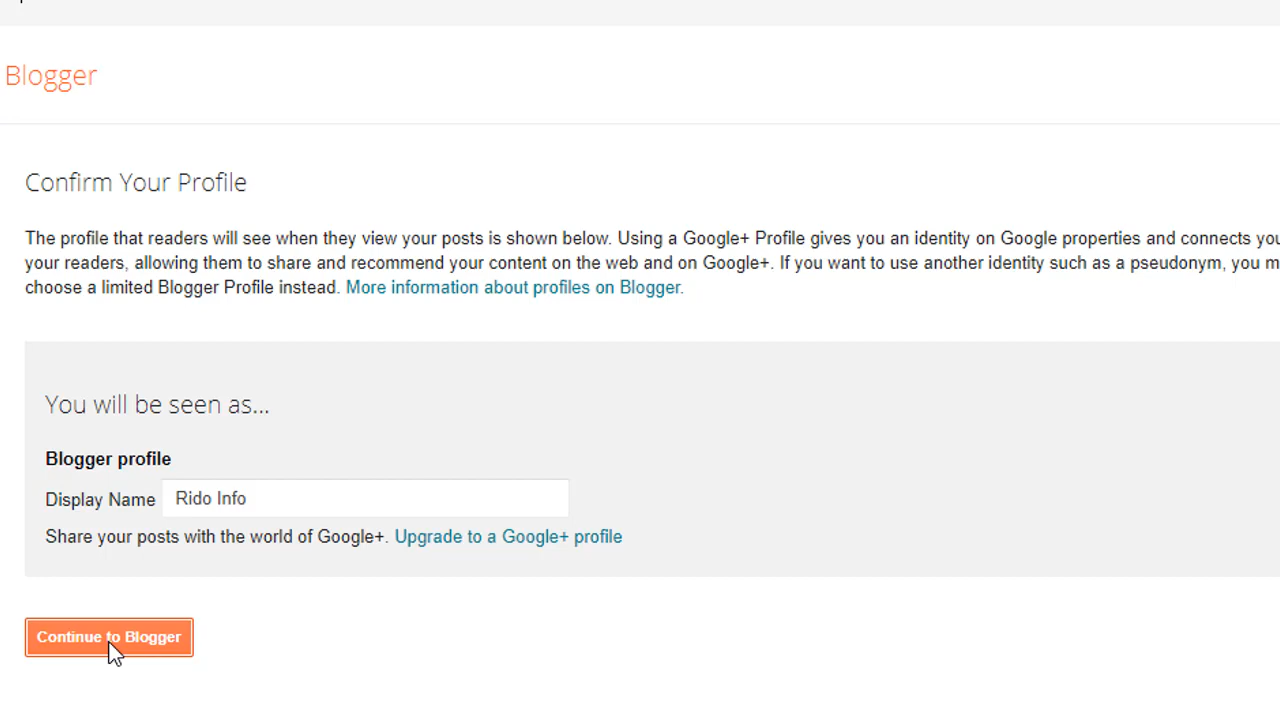 Blogger
Confirm Your Profile
The profile that readers will see when they view your posts is shown below. Using a Google+ Profile gives you an identity on Google properties and connects
your readers, allowing them to share and recommend your content on the web and on Google+. If you want to use another identity such as a pseudonym, you
choose a limited Blogger Profile instead. More information about profiles on Blogger.
You will be seen as...
Blogger profile
Display Name Rido Info
Share your posts with the world of Google+. Upgrade to a Google+ profile
Continue to Blogger